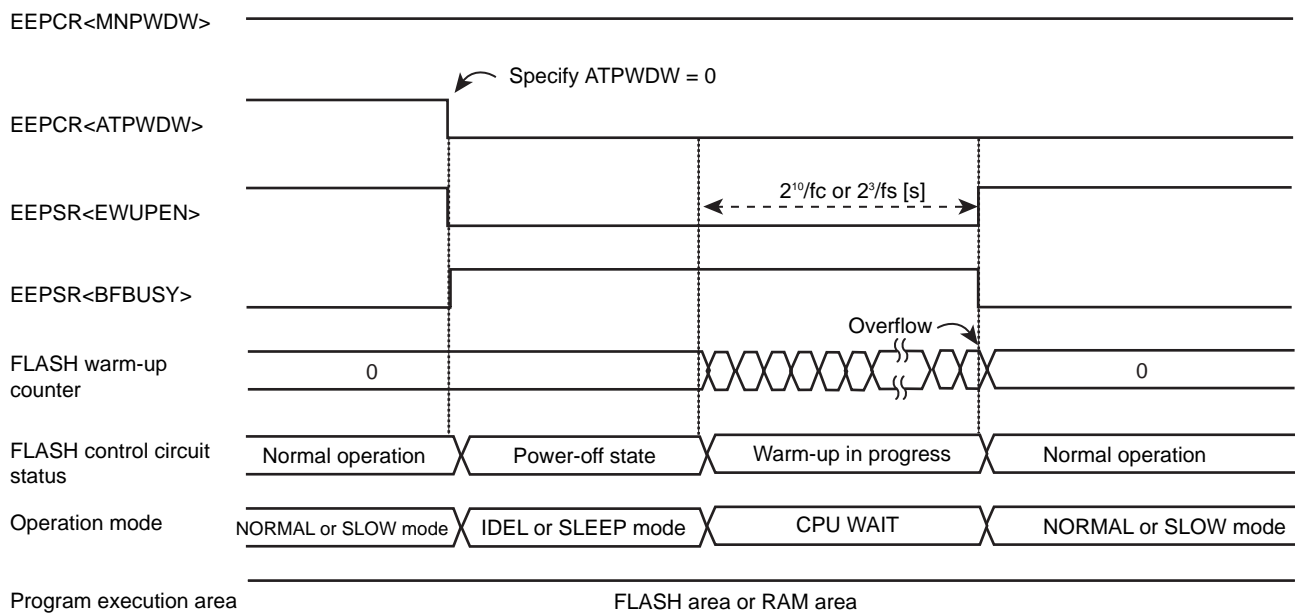 EEPCR<MNPWDW>
Specify ATPWDW = 0
EEPCR<ATPWDW>
2¹⁰/fc or 2³/fs [s]
EEPSR<EWUPEN>
EEPSR<BFBUSY>
Overflow
FLASH warm-up
counter
0
0
FLASH control circuit
status
Normal operation
Power-off state
Warm-up in progress
Normal operation
Operation mode
NORMAL or SLOW mode
IDEL or SLEEP mode
CPU WAIT
NORMAL or SLOW mode
Program execution area
FLASH area or RAM area